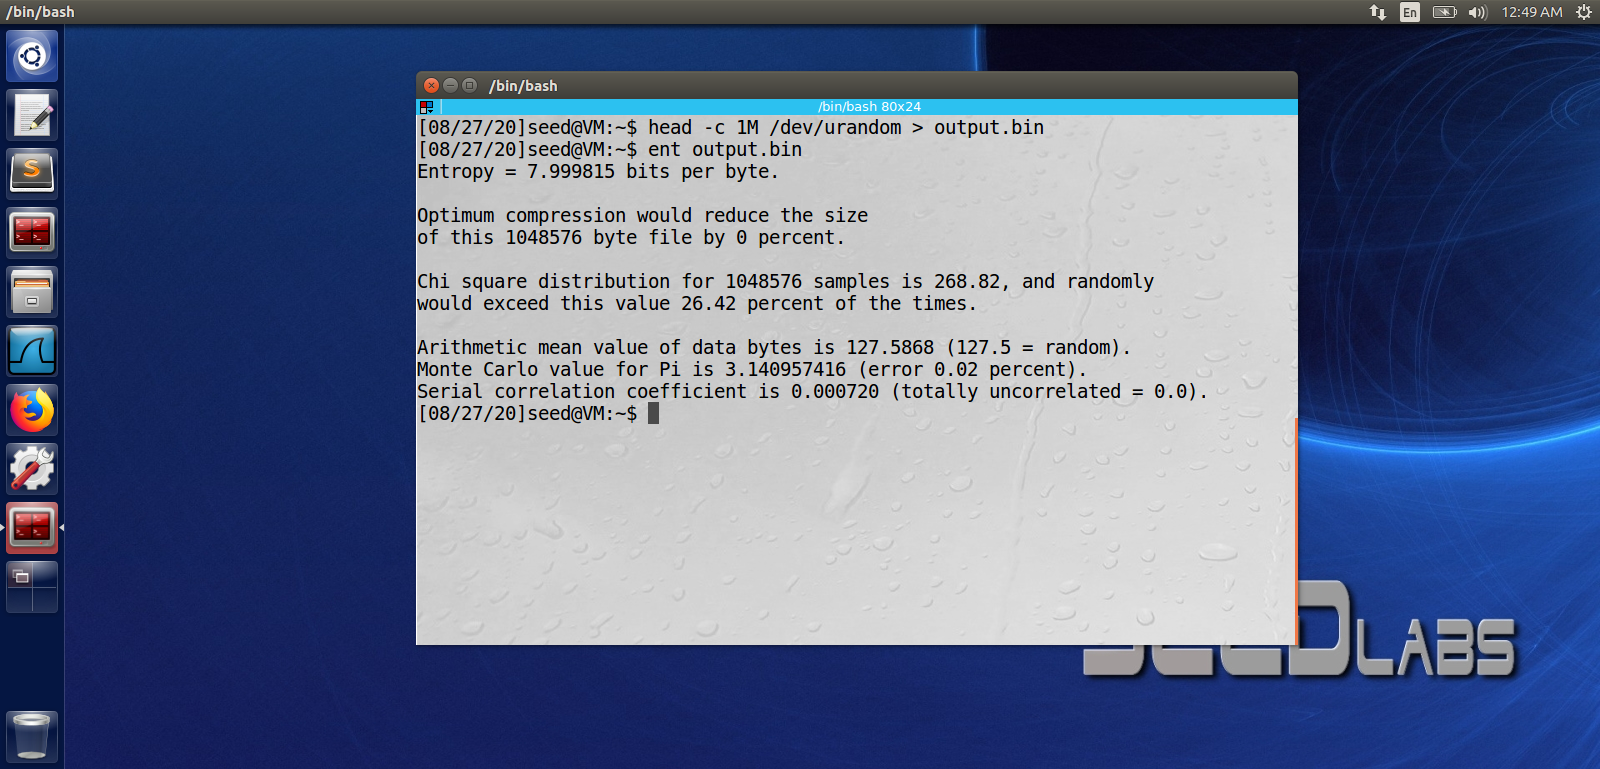 /bin/bash
En
12:49 AM
/bin/bash
/bin/bash 80x24
[08/27/20]seed@VM:~$ head -c 1M /dev/urandom > output.bin
[08/27/20]seed@VM:~$ ent output.bin
Entropy = 7.999815 bits per byte.
Optimum compression would reduce the size
of this 1048576 byte file by 0 percent.
Chi square distribution for 1048576 samples is 268.82, and randomly
would exceed this value 26.42 percent of the times.
Arithmetic mean value of data bytes is 127.5868 (127.5 = random).
Monte Carlo value for Pi is 3.140957416 (error 0.02 percent).
Serial correlation coefficient is 0.000720 (totally uncorrelated = 0.0).
[08/27/20]seed@VM:~$
SEEDLABS